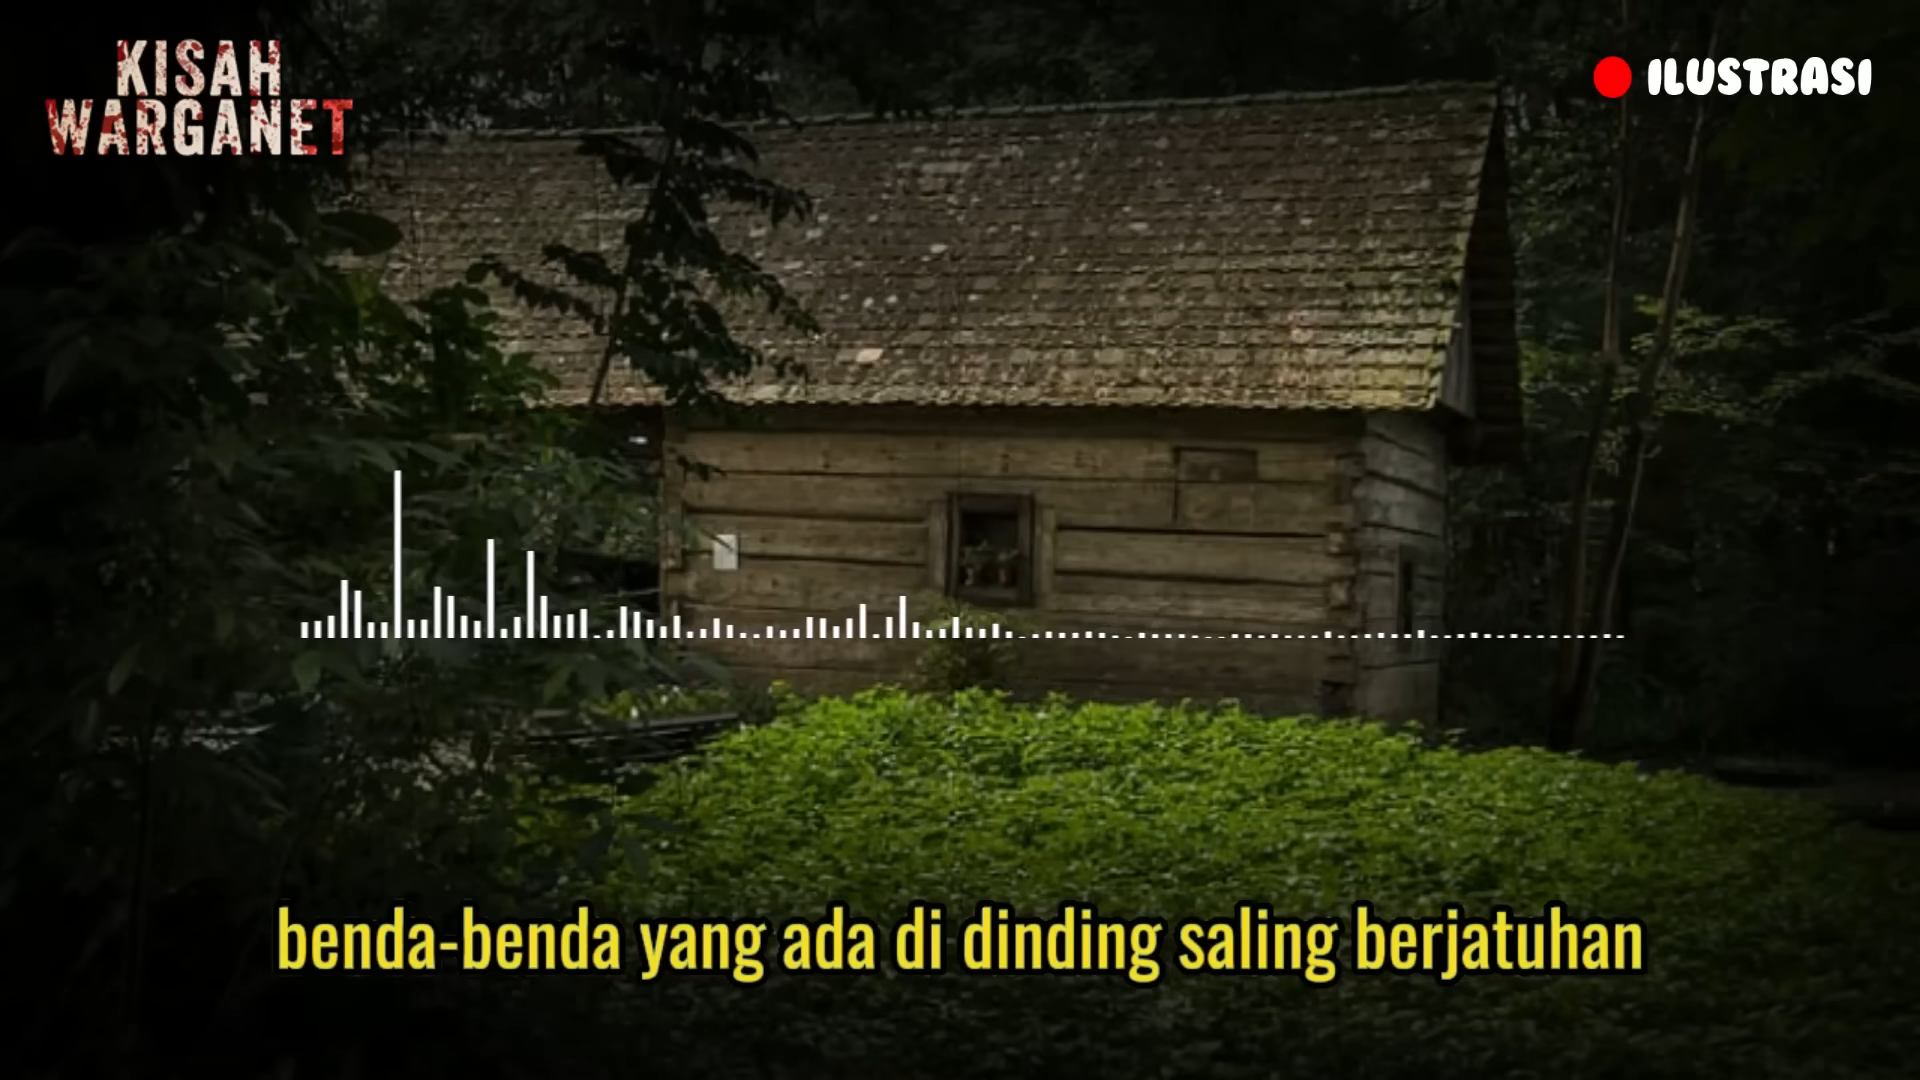 KISAH
WARGANET
ILUSTRASI
benda-benda yang ada di dinding saling berjatuhan